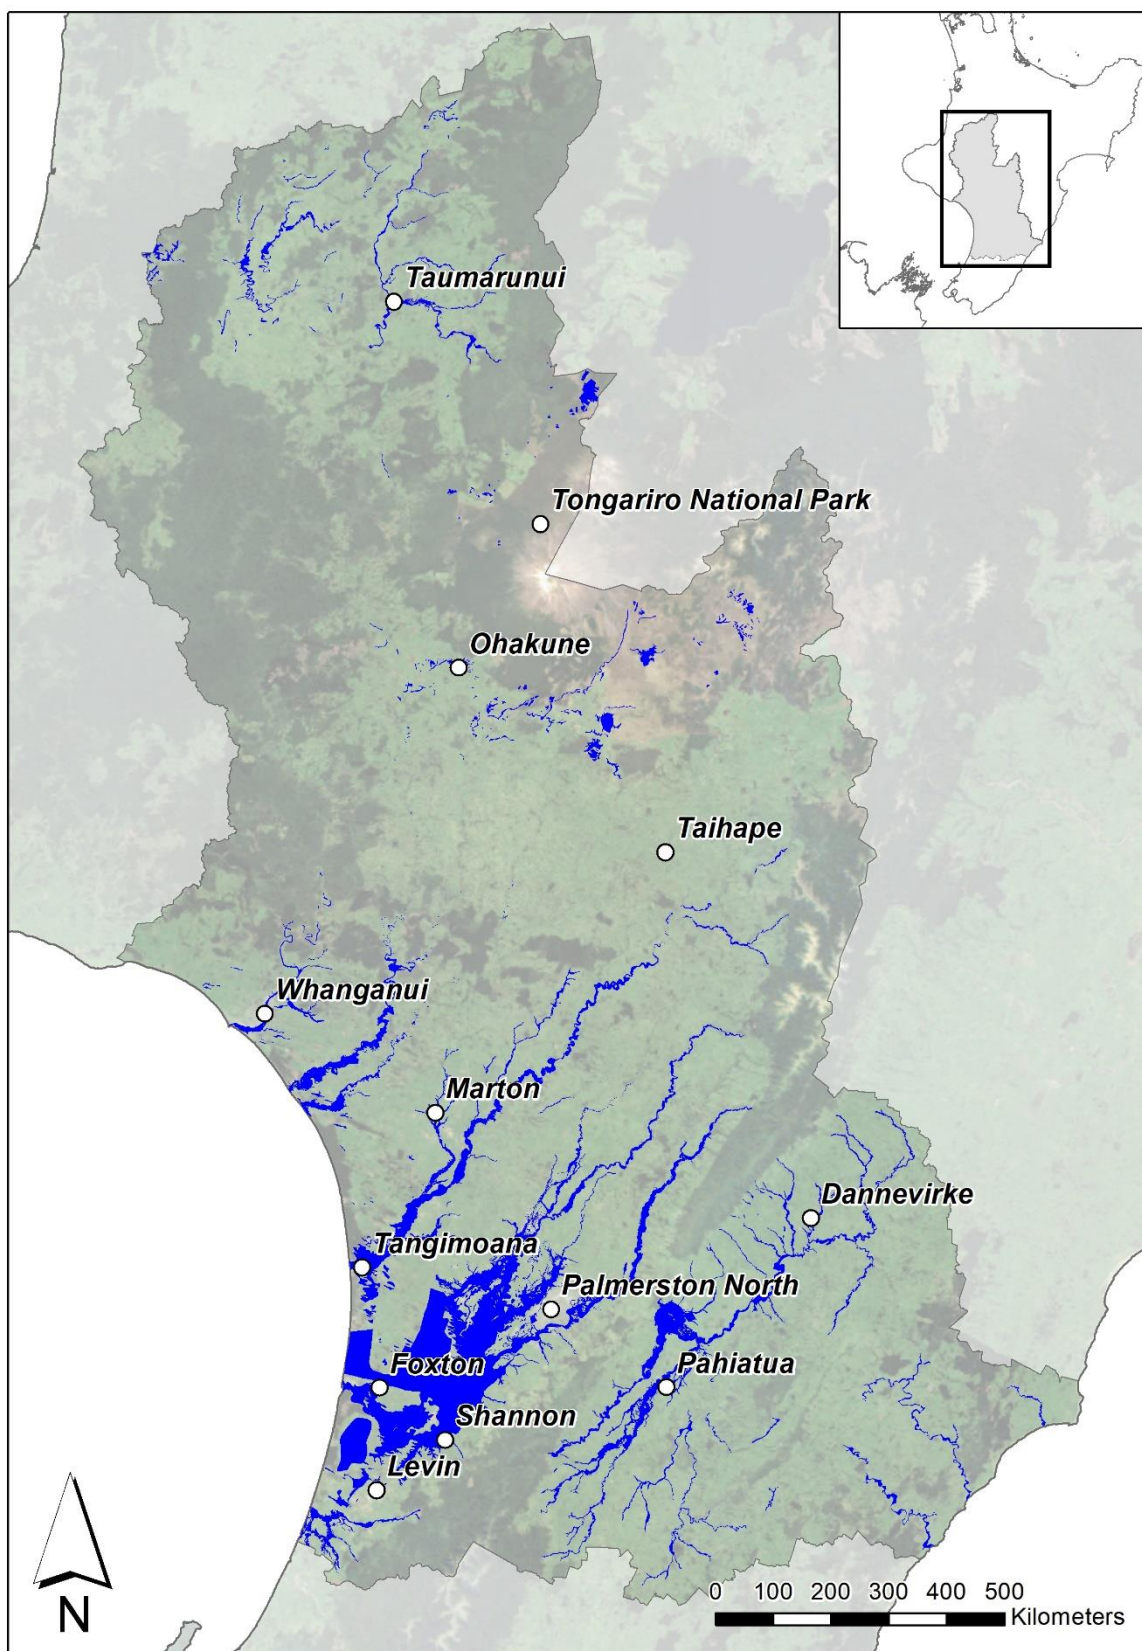 Taumarunui
Tongariro National Park
Ohakune
Taihape
Whanganui
Marton
Dannevirke
Tangimoana
Palmerston North
Foxton
Pahiatua
Shannon
Levin
N
0 100 200 300 400 500
Kilometers